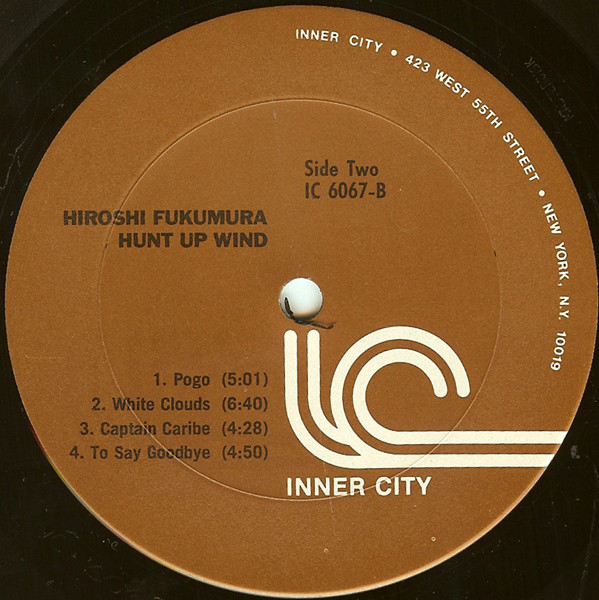 INNER CITY • 423 WEST 55TH STREET • NEW YORK, N.Y. 10019
Side Two
IC 6067-B
HIROSHI FUKUMURA
HUNT UP WIND
1. Pogo (5:01)
2. White Clouds (6:40)
3. Captain Caribe (4:28)
4. To Say Goodbye (4:50)
INNER CITY